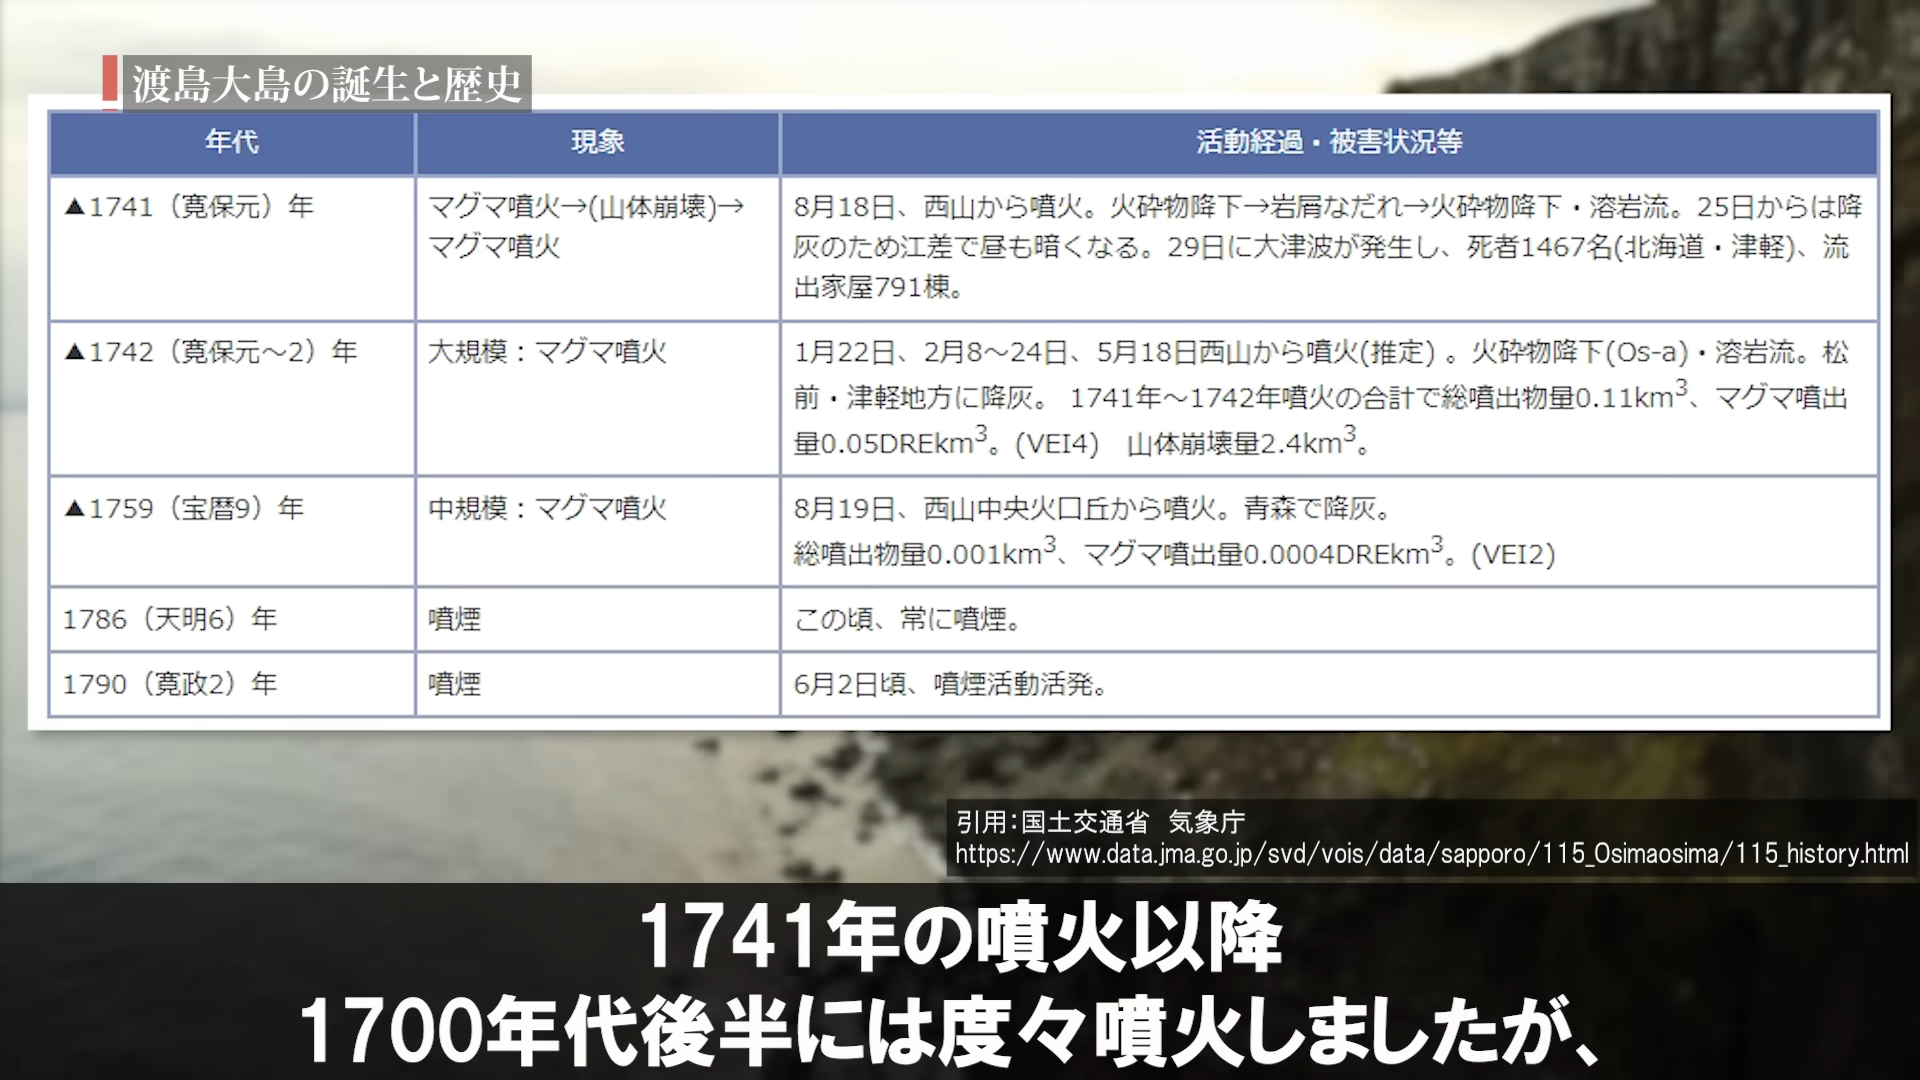 渡島大島の誕生と歴史
年代
現象
活動経過・被害状況等
▲1741（寛保元）年
マグマ噴火→(山体崩壊)→
マグマ噴火
8月18日、西山から噴火。火砕物降下→岩屑なだれ→火砕物降下・溶岩流。25日からは降
灰のため江差で昼も暗くなる。29日に大津波が発生し、死者1467名(北海道・津軽)、流
出家屋791棟。
▲1742（寛保元～2）年
大規模：マグマ噴火
1月22日、2月8～24日、5月18日西山から噴火(推定) 。火砕物降下(Os-a)・溶岩流。松
前・津軽地方に降灰。 1741年～1742年噴火の合計で総噴出物量0.11km³、マグマ噴出
量0.05DREkm³。(VEI4)　山体崩壊量2.4km³。
▲1759（宝暦9）年
中規模：マグマ噴火
8月19日、西山中央火口丘から噴火。青森で降灰。
総噴出物量0.001km³、マグマ噴出量0.0004DREkm³。(VEI2)
1786（天明6）年
噴煙
この頃、常に噴煙。
1790（寛政2）年
噴煙
6月2日頃、噴煙活動活発。
引用：国土交通省　気象庁
https://www.data.jma.go.jp/svd/vois/data/sapporo/115_Osimaosima/115_history.html
1741年の噴火以降
1700年代後半には度々噴火しましたが、